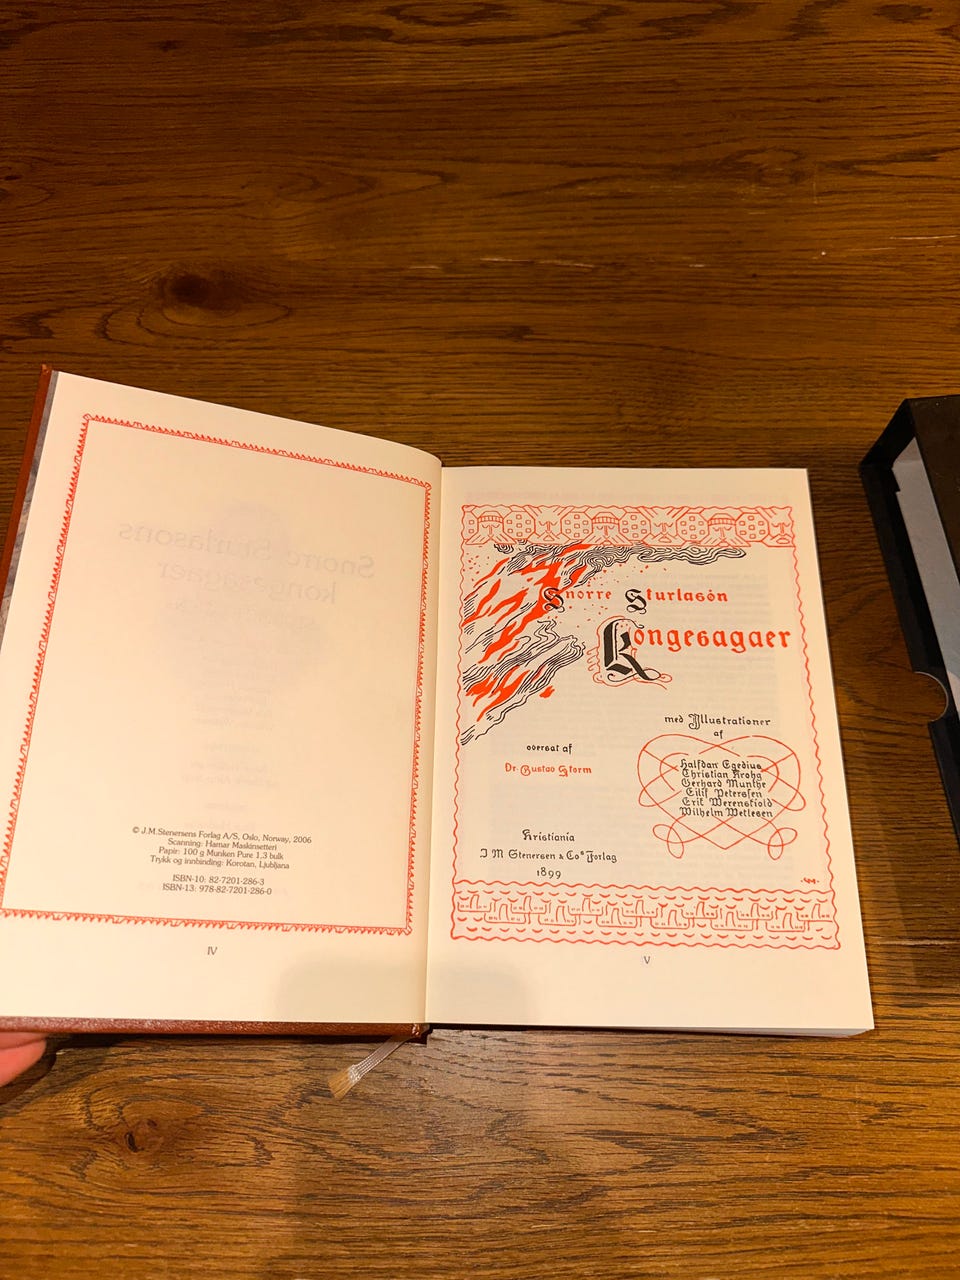 © J.M.Stenersens Forlag A/S, Oslo, Norway, 2006
Scanning: Hamar Maskinsetteri
Papir: 100 g Munken Pure 1,3 bulk
Trykk og innbinding: Korotan, Ljubljana
ISBN-10: 82-7201-286-3
ISBN-13: 978-82-7201-286-0
IV
Snorre Sturlasön
Kongesagaer
med Illustrationer
af
Halfdan Egedius
Christian Krohg
Gerhard Munthe
Eilif Peterssen
Erik Werenskiold
Wilhelm Wetlesen
oversat af
Dr. Gustav Storm
Kristiania
J M Stenersen & Co⁠s Forlag
1899
V